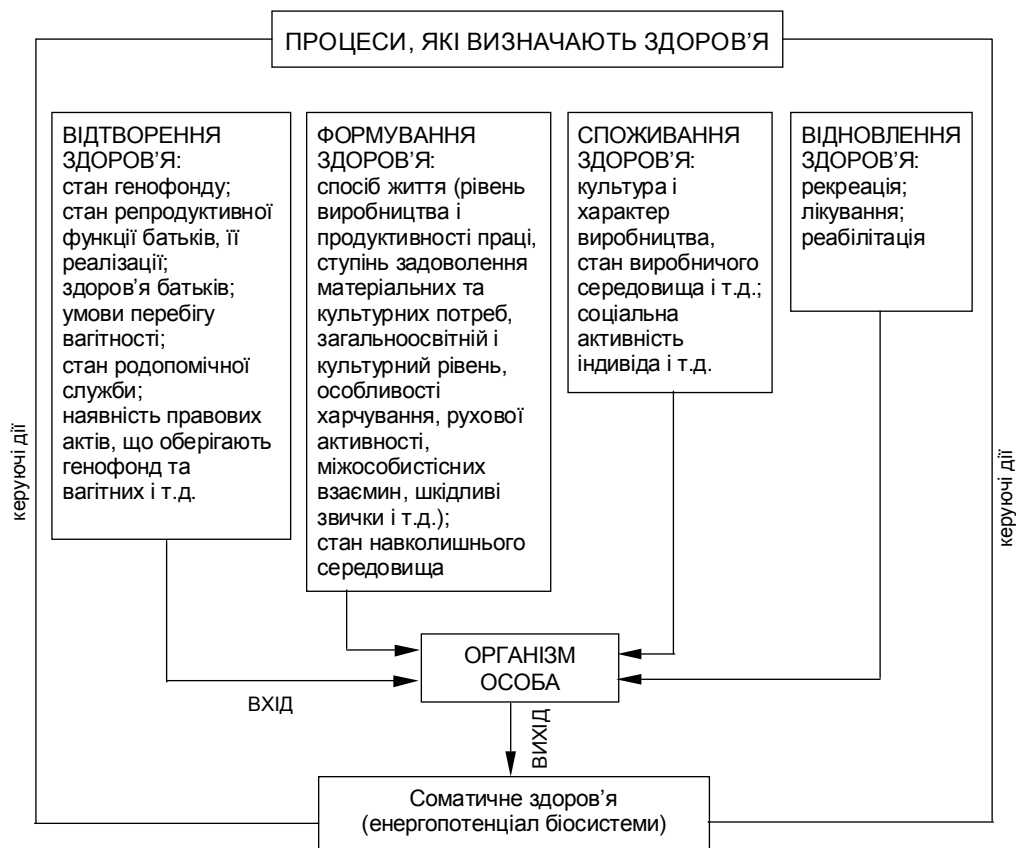 ПРОЦЕСИ, ЯКІ ВИЗНАЧАЮТЬ ЗДОРОВ’Я
ВІДТВОРЕННЯ
ЗДОРОВ’Я:
стан генофонду;
стан репродуктивної
функції батьків, її
реалізації;
здоров’я батьків;
умови перебігу
вагітності;
стан родопомічної
служби;
наявність правових
актів, що оберігають
генофонд та
вагітних і т.д.
ФОРМУВАННЯ
ЗДОРОВ’Я:
спосіб життя (рівень
виробництва і
продуктивності праці,
ступінь задоволення
матеріальних та
культурних потреб,
загальноосвітній і
культурний рівень,
особливості
харчування, рухової
активності,
міжособистісних
взаємин, шкідливі
звички і т.д.);
стан навколишнього
середовища
СПОЖИВАННЯ
ЗДОРОВ’Я:
культура і
характер
виробництва,
стан виробничого
середовища і т.д.;
соціальна
активність
індивіда і т.д.
ВІДНОВЛЕННЯ
ЗДОРОВ’Я:
рекреація;
лікування;
реабілітація
керуючі дії
керуючі дії
ОРГАНІЗМ
ОСОБА
ВХІД
ВИХІД
Соматичне здоров’я
(енергопотенціал біосистеми)